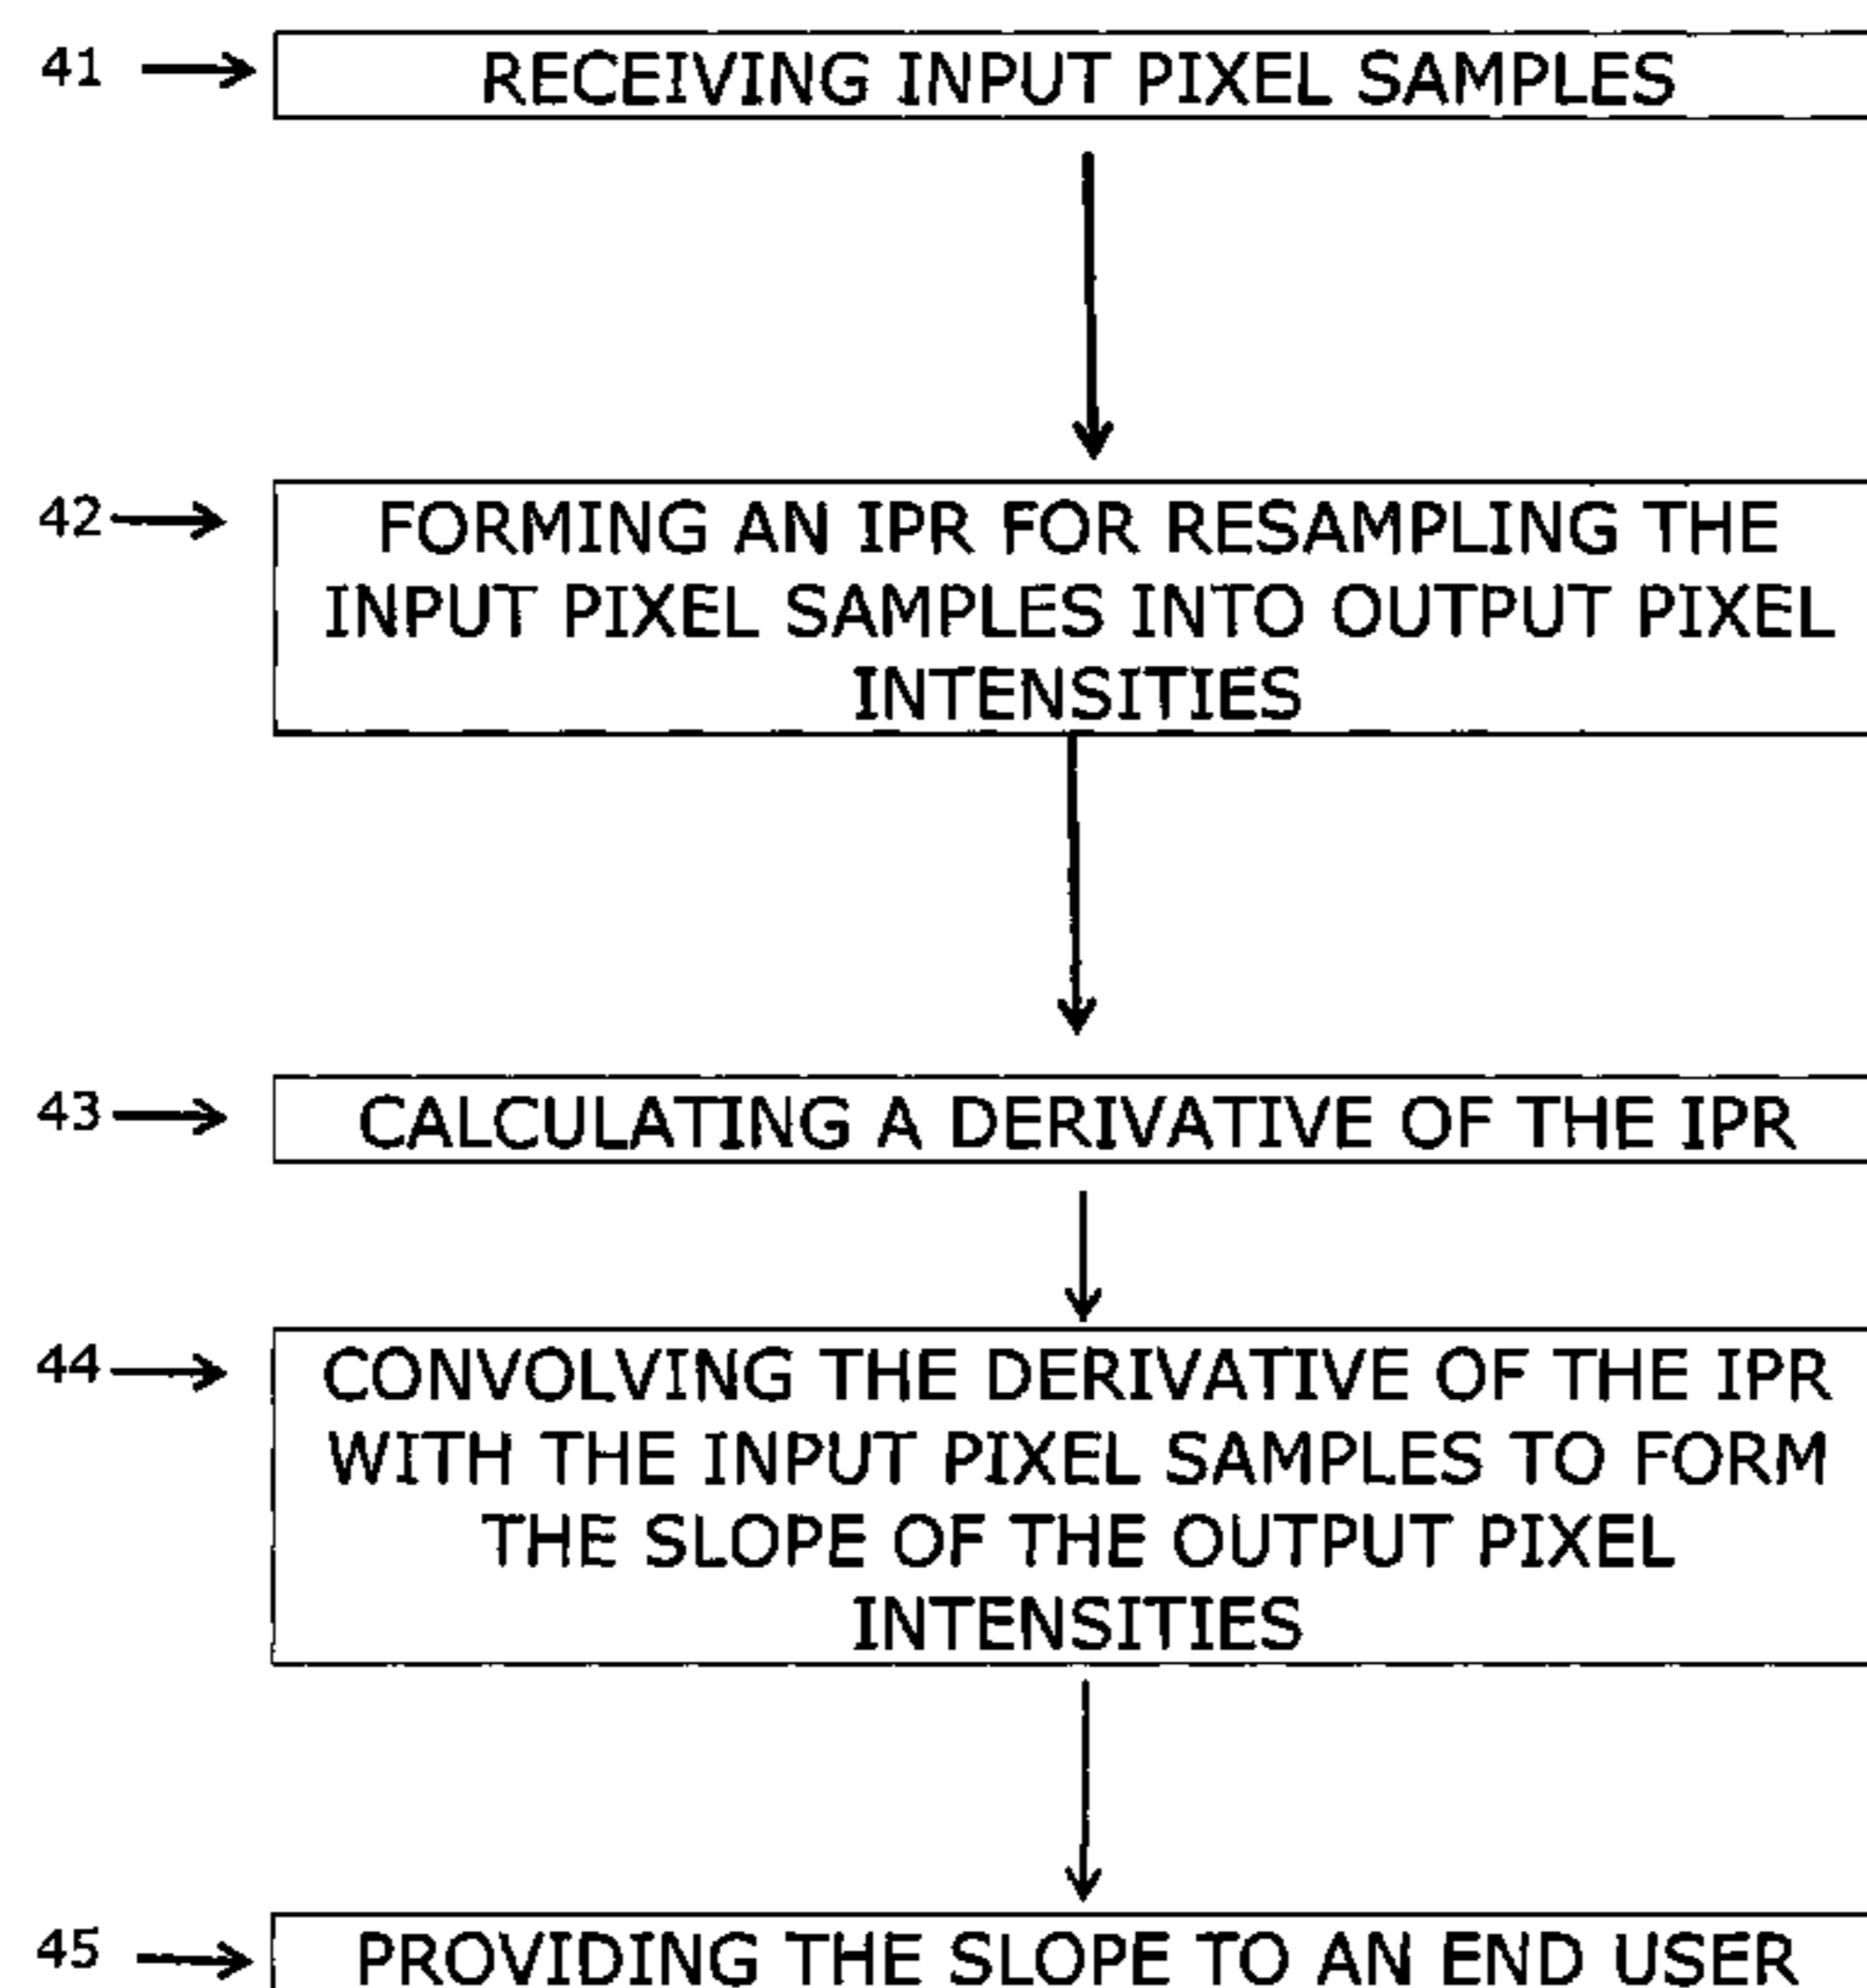 41
RECEIVING INPUT PIXEL SAMPLES
42
FORMING AN IPR FOR RESAMPLING THE
INPUT PIXEL SAMPLES INTO OUTPUT PIXEL
INTENSITIES
43
CALCULATING A DERIVATIVE OF THE IPR
44
CONVOLVING THE DERIVATIVE OF THE IPR
WITH THE INPUT PIXEL SAMPLES TO FORM
THE SLOPE OF THE OUTPUT PIXEL
INTENSITIES
45
PROVIDING THE SLOPE TO AN END USER